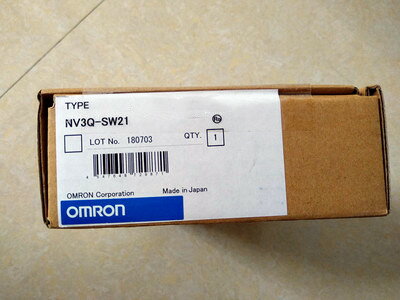 TYPE
NV3Q-SW21
LOT No. 180703 QTY. 1
OMRON Corporation Made in Japan
OMRON